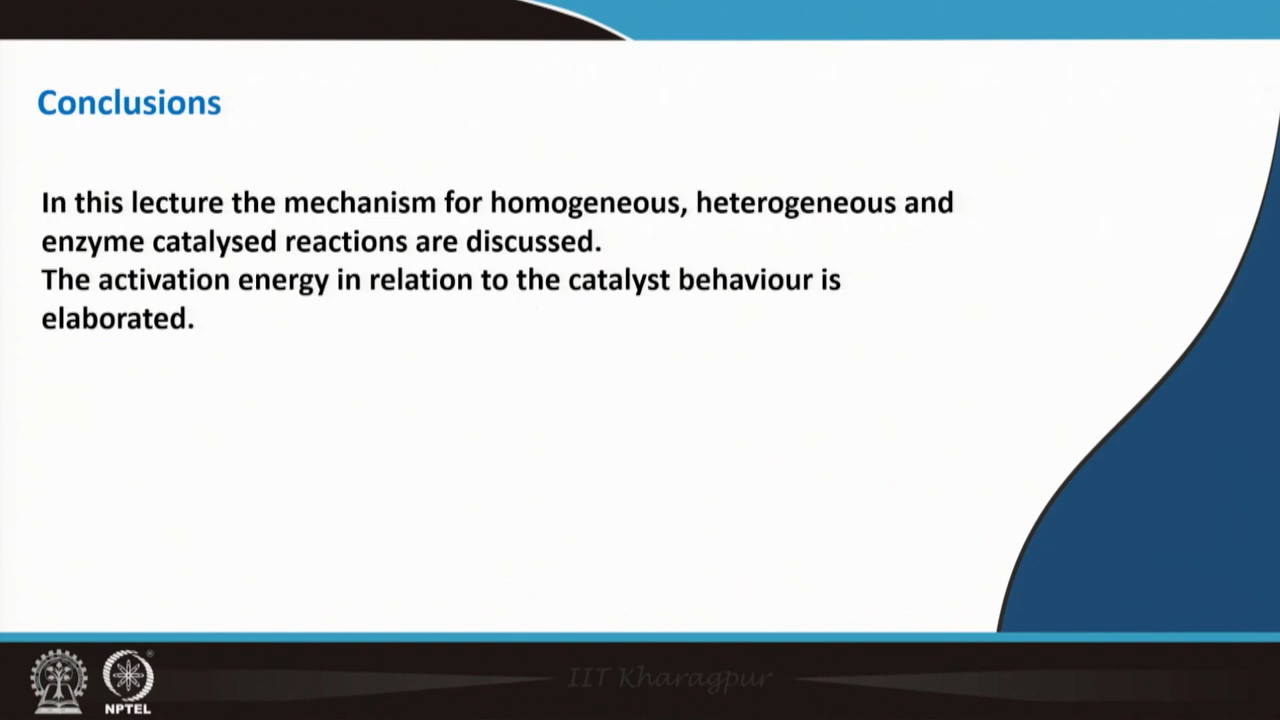 Conclusions
In this lecture the mechanism for homogeneous, heterogeneous and
enzyme catalysed reactions are discussed.
The activation energy in relation to the catalyst behaviour is
elaborated.
NPTEL
IIT Kharagpur